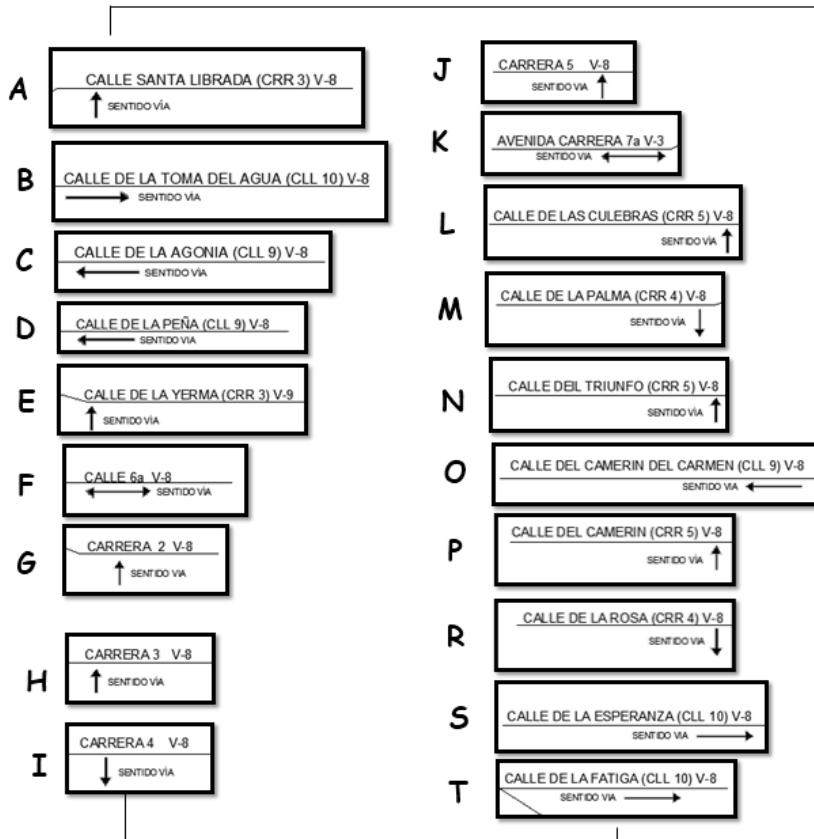 A
CALLE SANTA LIBRADA (CRR 3) V-8
SENTIDO VÍA
B
CALLE DE LA TOMA DEL AGUA (CLL 10) V-8
SENTIDO VÍA
C
CALLE DE LA AGONIA (CLL 9) V-8
SENTIDO VÍA
D
CALLE DE LA PEÑA (CLL 9) V-8
SENTIDO VIA
E
CALLE DE LA YERMA (CRR 3) V-9
SENTIDO VÍA
F
CALLE 6a V-8
SENTIDO VÍA
G
CARRERA 2 V-8
SENTIDO VIA
H
CARRERA 3 V-8
SENTIDO VÍA
I
CARRERA 4 V-8
SENTIDO VÍA
J
CARRERA 5 V-8
SENTIDO VÍA
K
AVENIDA CARRERA 7a V-3
SENTIDO VIA
L
CALLE DE LAS CULEBRAS (CRR 5) V-8
SENTIDO VÍA
M
CALLE DE LA PALMA (CRR 4) V-8
SENTIDO VÍA
N
CALLE DEIL TRIUNFO (CRR 5) V-8
SENTIDO VÍA
O
CALLE DEL CAMERIN DEL CARMEN (CLL 9) V-8
SENTIDO VIA
P
CALLE DEL CAMERIN (CRR 5) V-8
SENTIDO VÍA
R
CALLE DE LA ROSA (CRR 4) V-8
SENTIDO VÍA
S
CALLE DE LA ESPERANZA (CLL 10) V-8
SENTIDO VIA
T
CALLE DE LA FATIGA (CLL 10) V-8
SENTIDO VIA